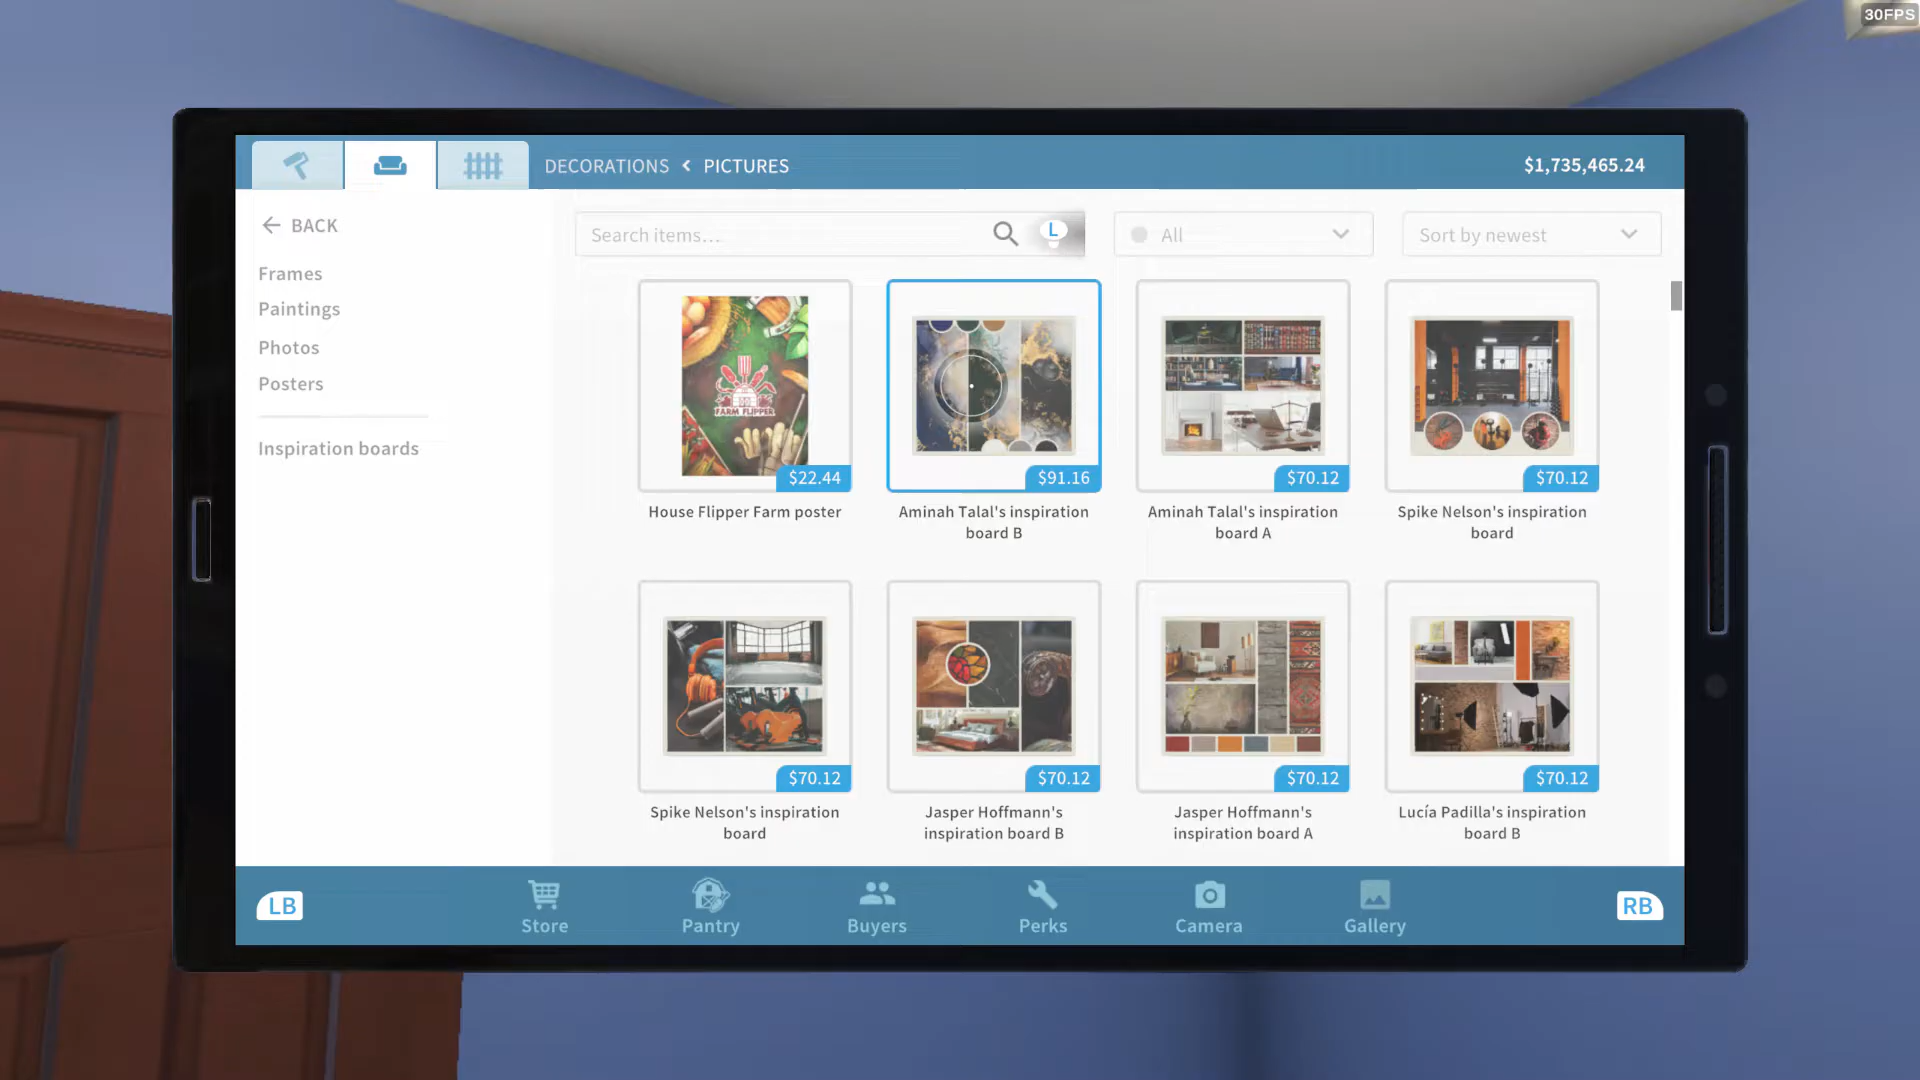 30FPS
DECORATIONS < PICTURES
$1,735,465.24
BACK
Search items...
L
All
Sort by newest
Frames
Paintings
Photos
Posters
Inspiration boards
FARM FLIPPER
$22.44
$91.16
$70.12
$70.12
House Flipper Farm poster
Aminah Talal's inspiration
board B
Aminah Talal's inspiration
board A
Spike Nelson's inspiration
board
$70.12
$70.12
$70.12
$70.12
Spike Nelson's inspiration
board
Jasper Hoffmann's
inspiration board B
Jasper Hoffmann's
inspiration board A
Lucía Padilla's inspiration
board B
LB
Store
Pantry
Buyers
Perks
Camera
Gallery
RB